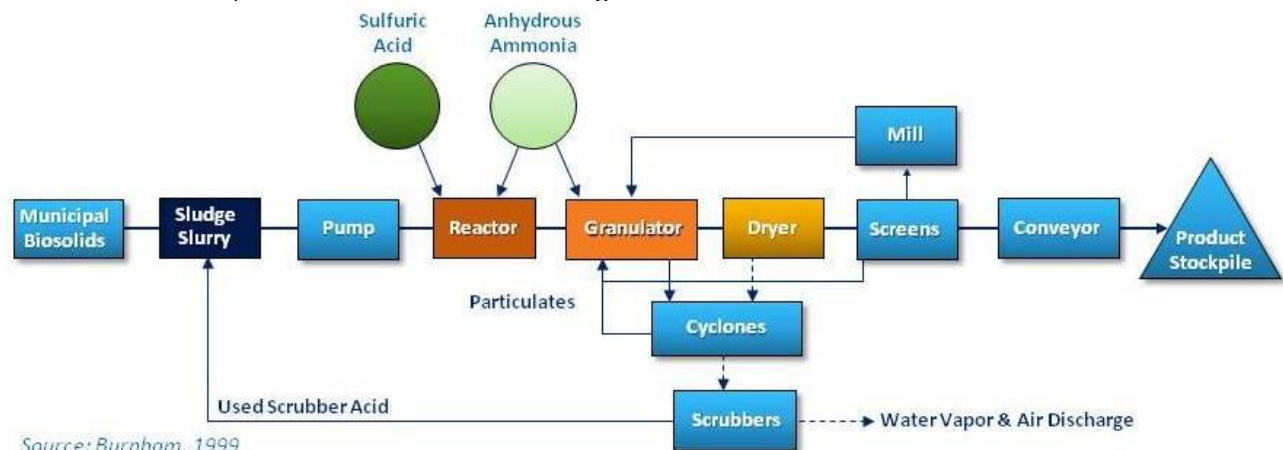 Sulfuric
Acid
Anhydrous
Ammonia
Mill
Municipal
Biosolids
Sludge
Slurry
Pump
Reactor
Granulator
Dryer
Screens
Conveyor
Product
Stockpile
Particulates
Cyclones
Used Scrubber Acid
Scrubbers
Water Vapor & Air Discharge
Source: Burnham, 1999